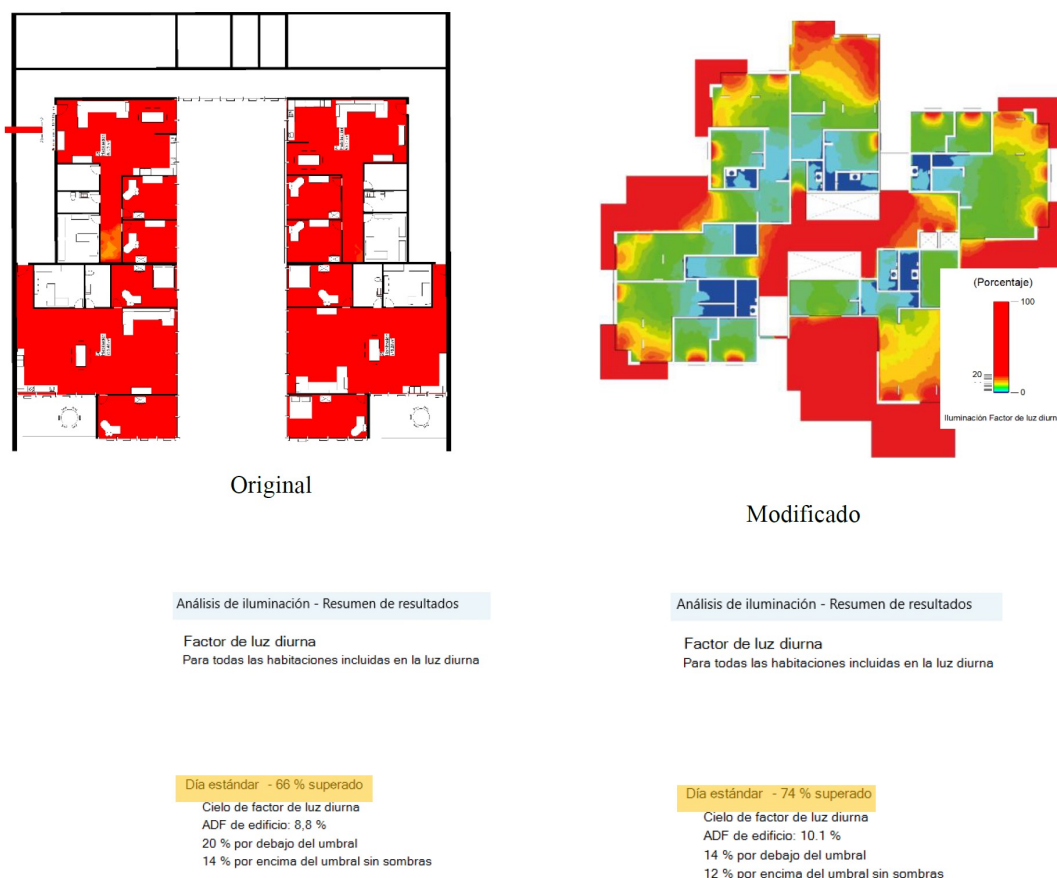 (Porcentaje)
100
20
0
Iluminación Factor de luz diurn
Original
Modificado
Análisis de iluminación - Resumen de resultados
Factor de luz diurna
Para todas las habitaciones incluidas en la luz diurna
Día estándar - 66 % superado
Cielo de factor de luz diurna
ADF de edificio: 8,8 %
20 % por debajo del umbral
14 % por encima del umbral sin sombras
Análisis de iluminación - Resumen de resultados
Factor de luz diurna
Para todas las habitaciones incluidas en la luz diurna
Día estándar - 74 % superado
Cielo de factor de luz diurna
ADF de edificio: 10.1 %
14 % por debajo del umbral
12 % por encima del umbral sin sombras